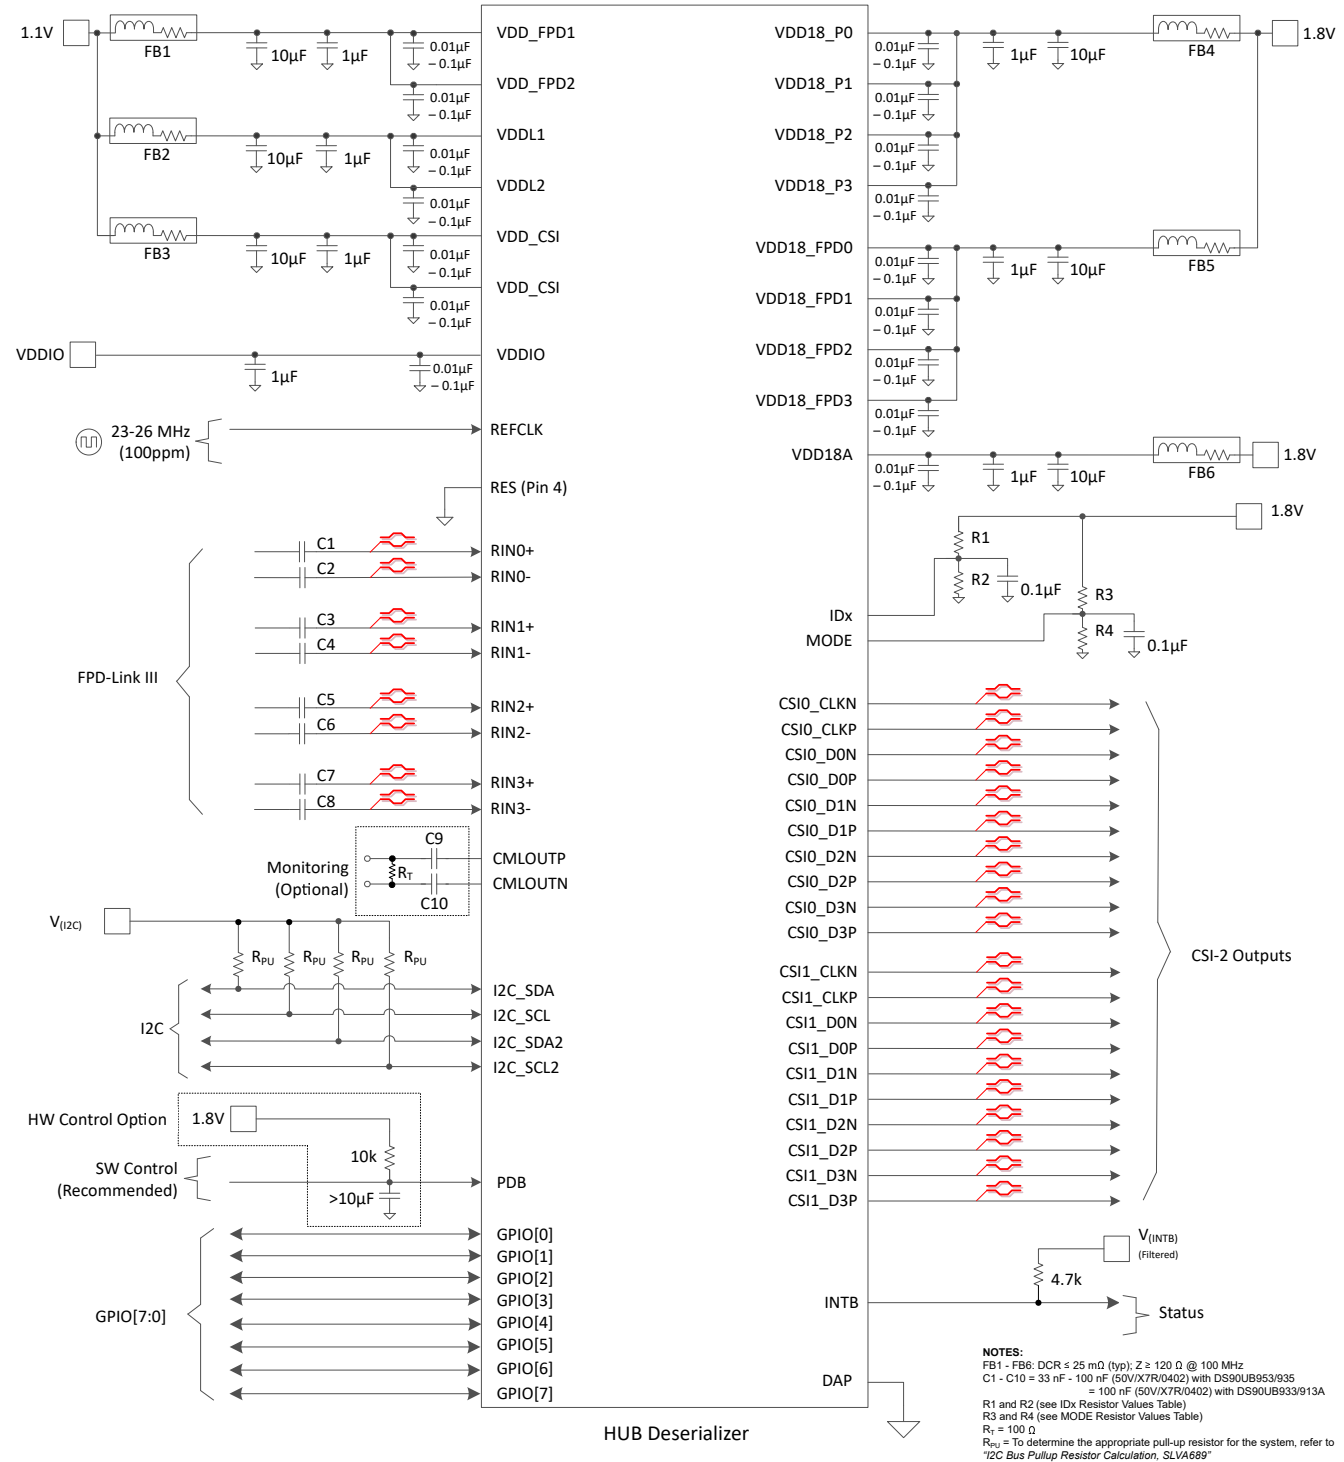 1.1V
FB1
10µF
1µF
0.01µF
– 0.1µF
VDD_FPD1
0.01µF
– 0.1µF
VDD_FPD2
FB2
10µF
1µF
0.01µF
– 0.1µF
VDDL1
0.01µF
– 0.1µF
VDDL2
FB3
10µF
1µF
0.01µF
– 0.1µF
VDD_CSI
0.01µF
– 0.1µF
VDD_CSI
VDDIO
1µF
0.01µF
– 0.1µF
VDDIO
23-26 MHz
(100ppm)
REFCLK
RES (Pin 4)
FPD-Link III
C1
RIN0+
C2
RIN0-
C3
RIN1+
C4
RIN1-
C5
RIN2+
C6
RIN2-
C7
RIN3+
C8
RIN3-
Monitoring
(Optional)
C9
RT
C10
CMLOUTP
CMLOUTN
V(I2C)
RPU
RPU
RPU
RPU
I2C
I2C_SDA
I2C_SCL
I2C_SDA2
I2C_SCL2
HW Control Option
1.8V
10k
SW Control
(Recommended)
>10µF
PDB
GPIO[7:0]
GPIO[0]
GPIO[1]
GPIO[2]
GPIO[3]
GPIO[4]
GPIO[5]
GPIO[6]
GPIO[7]
VDD18_P0
0.01µF
– 0.1µF
1µF
10µF
FB4
1.8V
VDD18_P1
0.01µF
– 0.1µF
VDD18_P2
0.01µF
– 0.1µF
VDD18_P3
0.01µF
– 0.1µF
VDD18_FPD0
0.01µF
– 0.1µF
1µF
10µF
FB5
VDD18_FPD1
0.01µF
– 0.1µF
VDD18_FPD2
0.01µF
– 0.1µF
VDD18_FPD3
0.01µF
– 0.1µF
VDD18A
0.01µF
– 0.1µF
1µF
10µF
FB6
1.8V
1.8V
R1
R2
0.1µF
R3
R4
0.1µF
IDx
MODE
CSI0_CLKN
CSI0_CLKP
CSI0_D0N
CSI0_D0P
CSI0_D1N
CSI0_D1P
CSI0_D2N
CSI0_D2P
CSI0_D3N
CSI0_D3P
CSI1_CLKN
CSI1_CLKP
CSI1_D0N
CSI1_D0P
CSI1_D1N
CSI1_D1P
CSI1_D2N
CSI1_D2P
CSI1_D3N
CSI1_D3P
CSI-2 Outputs
V(INTB)
(Filtered)
4.7k
INTB
Status
DAP
HUB Deserializer
NOTES:
FB1 - FB6: DCR ≤ 25 mΩ (typ); Z ≥ 120 Ω @ 100 MHz
C1 - C10 = 33 nF - 100 nF (50V/X7R/0402) with DS90UB953/935
= 100 nF (50V/X7R/0402) with DS90UB933/913A
R1 and R2 (see IDx Resistor Values Table)
R3 and R4 (see MODE Resistor Values Table)
RT = 100 Ω
RPU = To determine the appropriate pull-up resistor for the system, refer to
"I2C Bus Pullup Resistor Calculation, SLVA689"